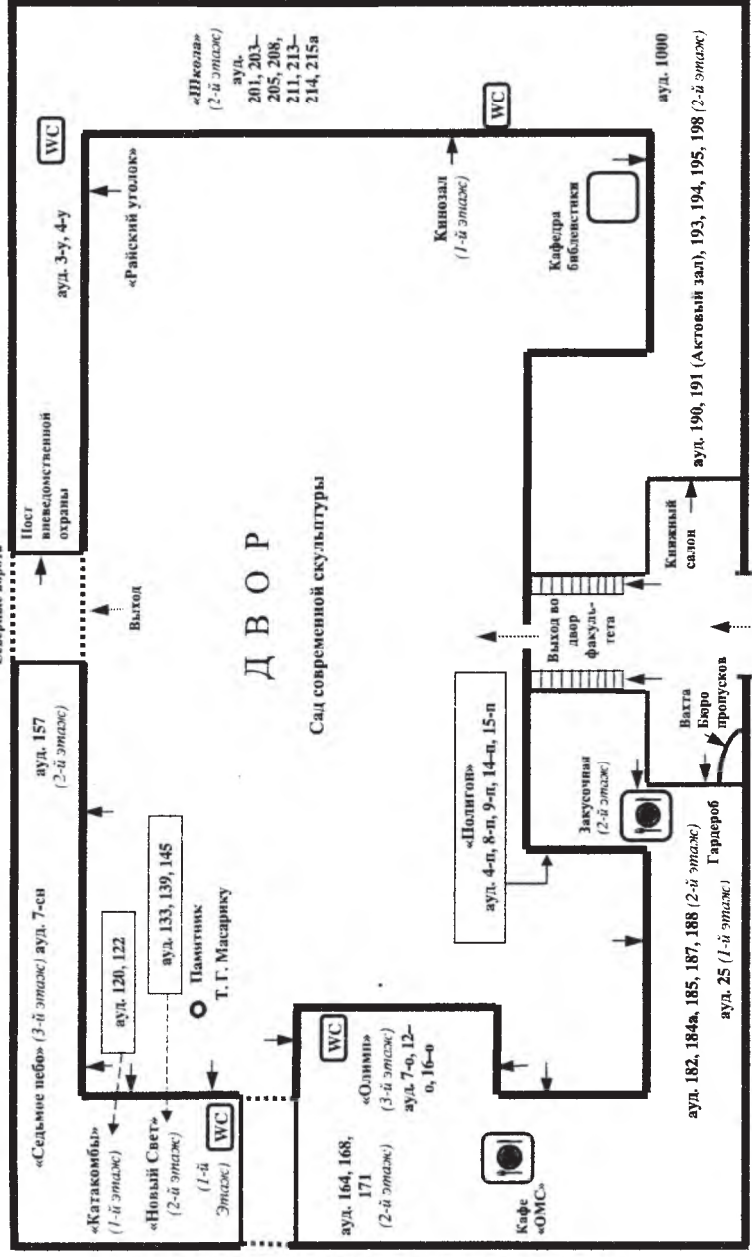 Северные ворота
«Седьмое небо» (3-й этаж) ауд. 7-сн
ауд. 157
(2-й этаж)
Пост
вневедомственной
охраны
ауд. 3-у, 4-у
WC
«Катакомбы»
(1-й этаж)
ауд. 120, 122
Выход
«Райский уголок»
«Школа»
(2-й этаж)
ауд.
201, 203–
205, 208,
211, 213–
214, 215а
«Новый Свет»
(2-й этаж)
ауд. 133, 139, 145
(1-й
Этаж)
WC
Памятник
Т. Г. Масарику
ДВОР
Сад современной скульптуры
WC
«Олимп»
(3-й этаж)
ауд. 7-о, 12–
о, 16–о
ауд. 164, 168,
171
(2-й этаж)
Кинозал
(1-й этаж)
WC
«Полигон»
ауд. 4-п, 8-п, 9-п, 14–п, 15-п
Кафе
«ОМС»
Закусочная
(2-й этаж)
Выход во
двор
факуль-
тета
Кафедра
библеистики
ауд. 1000
Вахта
Бюро
пропусков
Гардероб
Книжный
салон
ауд. 182, 184а, 185, 187, 188 (2-й этаж)
ауд. 25 (1-й этаж)
ауд. 190, 191 (Актовый зал), 193, 194, 195, 198 (2-й этаж)